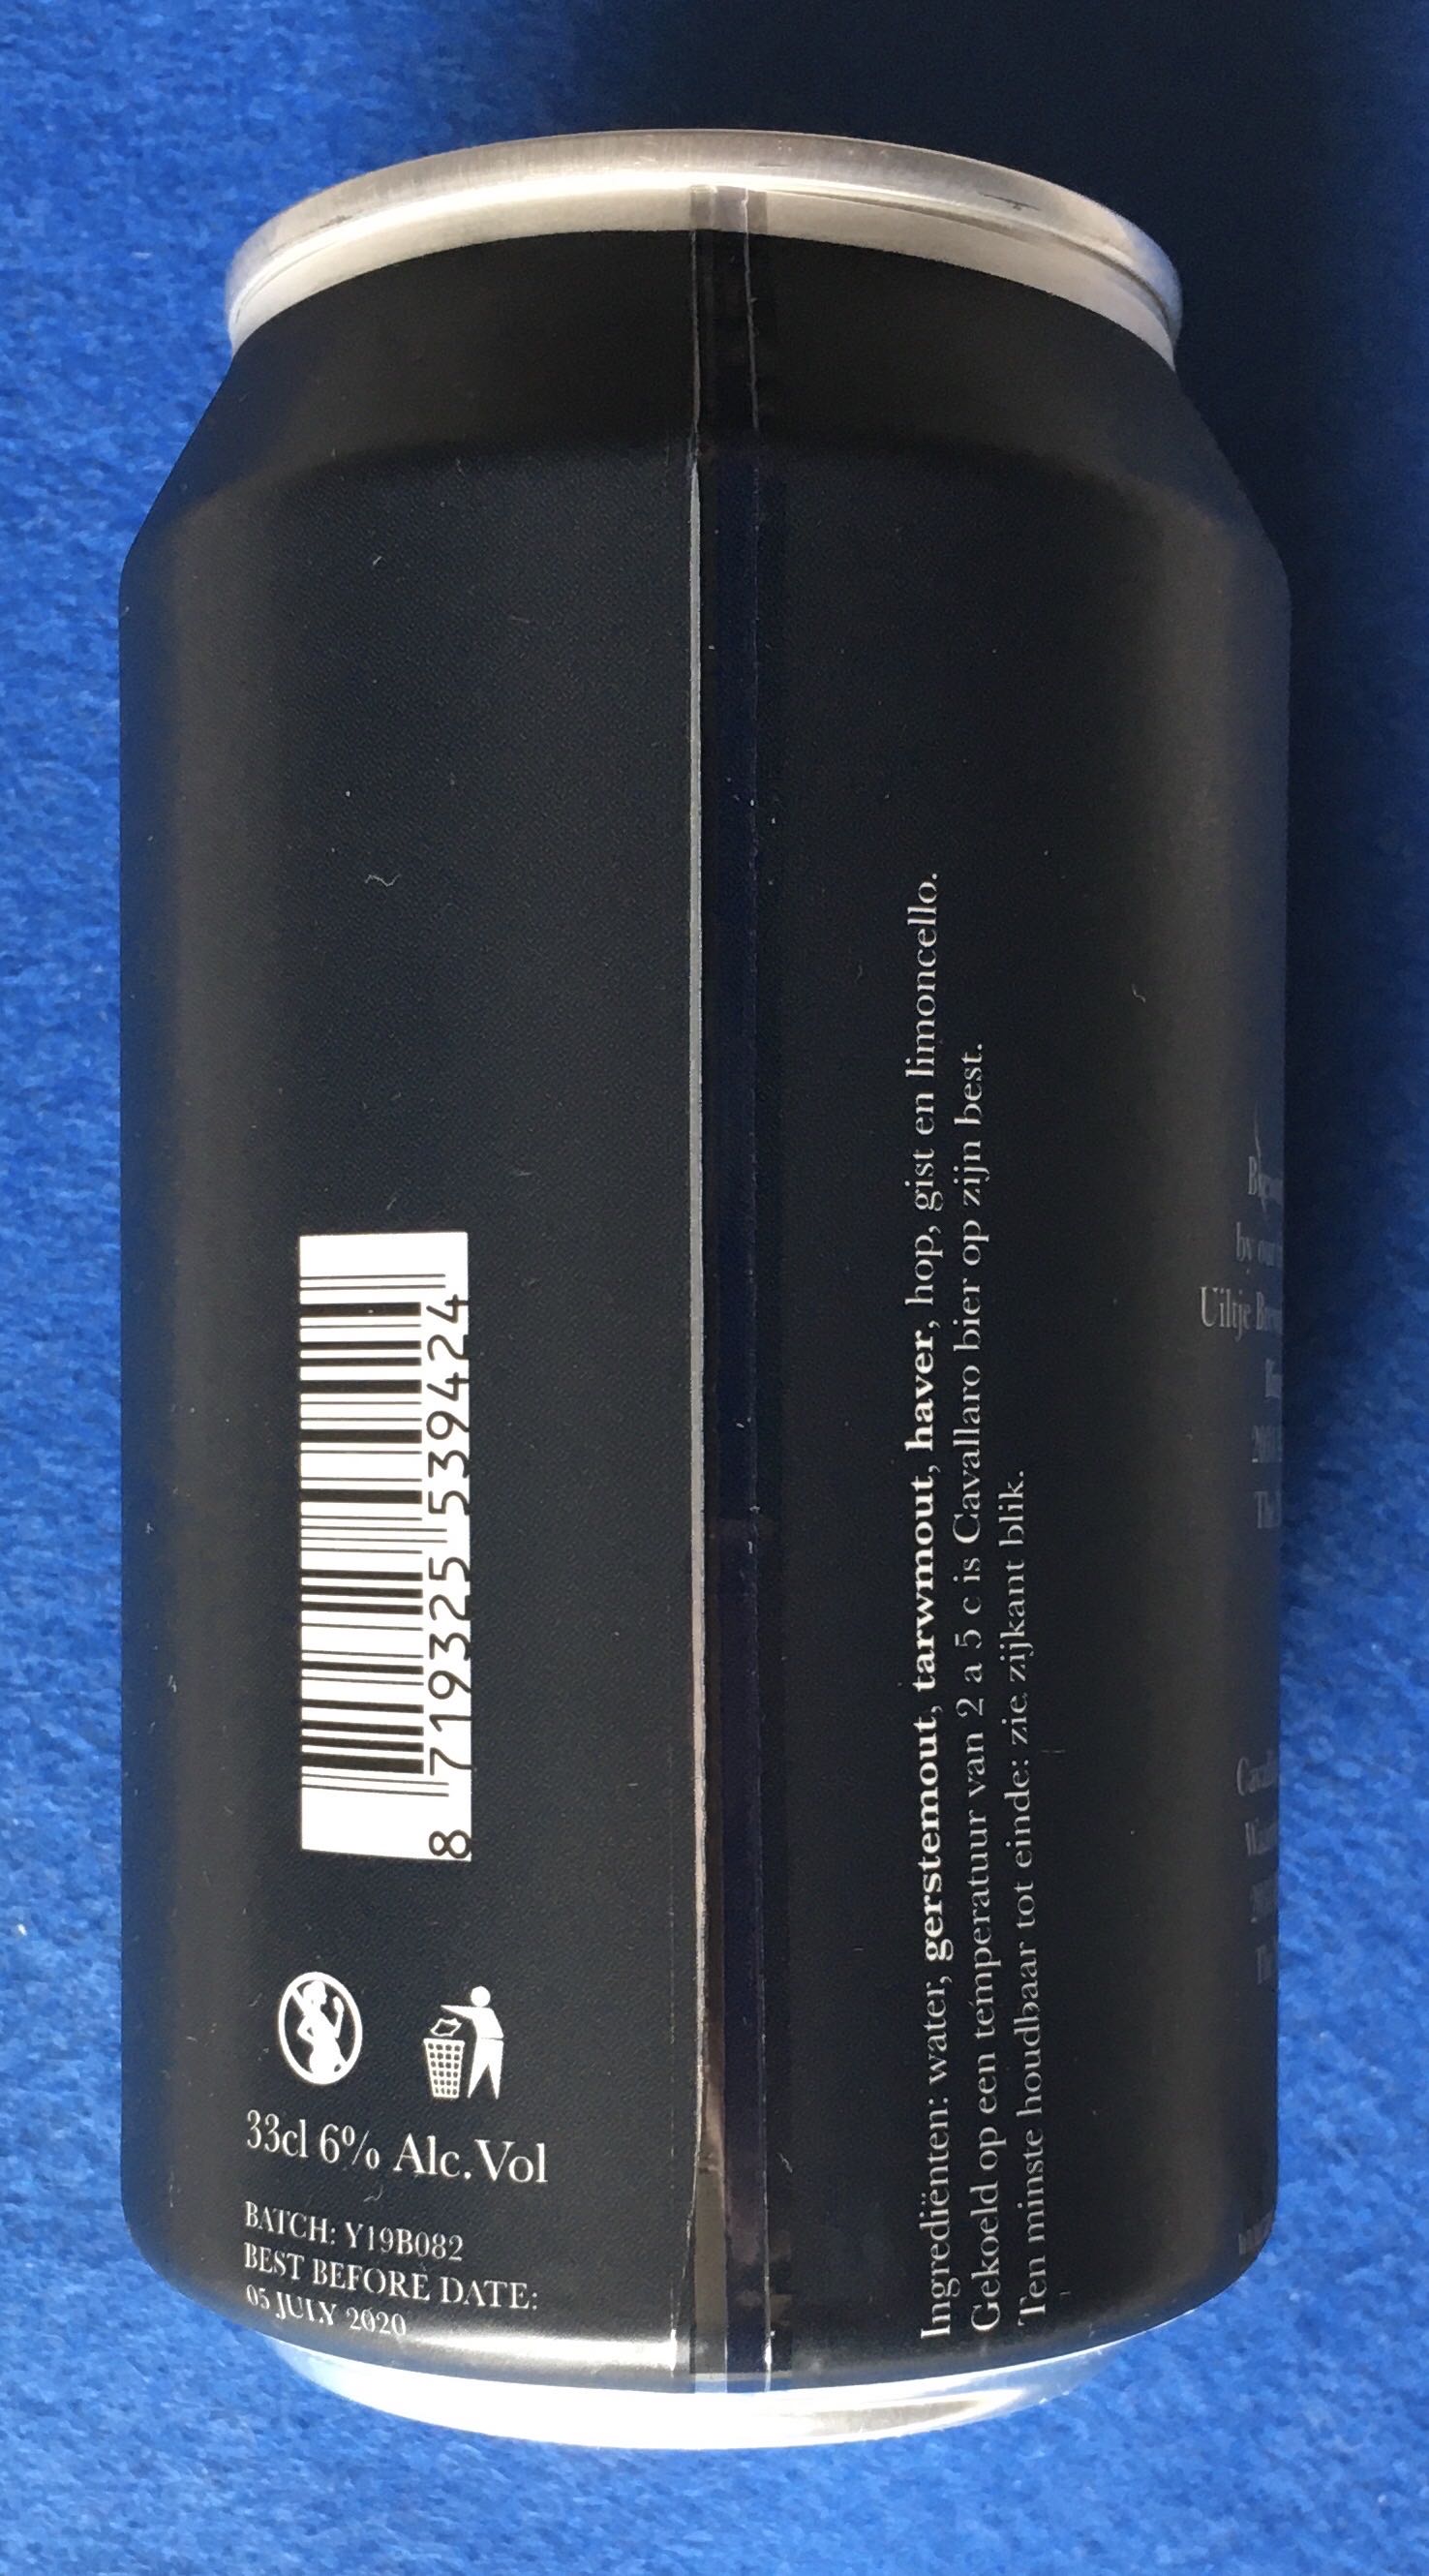 8 719325 539424
33cl 6% Alc.Vol
BATCH: Y19B082
BEST BEFORE DATE:
05 JULY 2020
Ingrediënten: water, gerstemout, tarwmout, haver, hop, gist en limoncello.
Gekoeld op een temperatuur van 2 a 5 c is Cavallaro bier op zijn best.
Ten minste houdbaar tot einde: zie zijkant blik.
by our
Uiltje